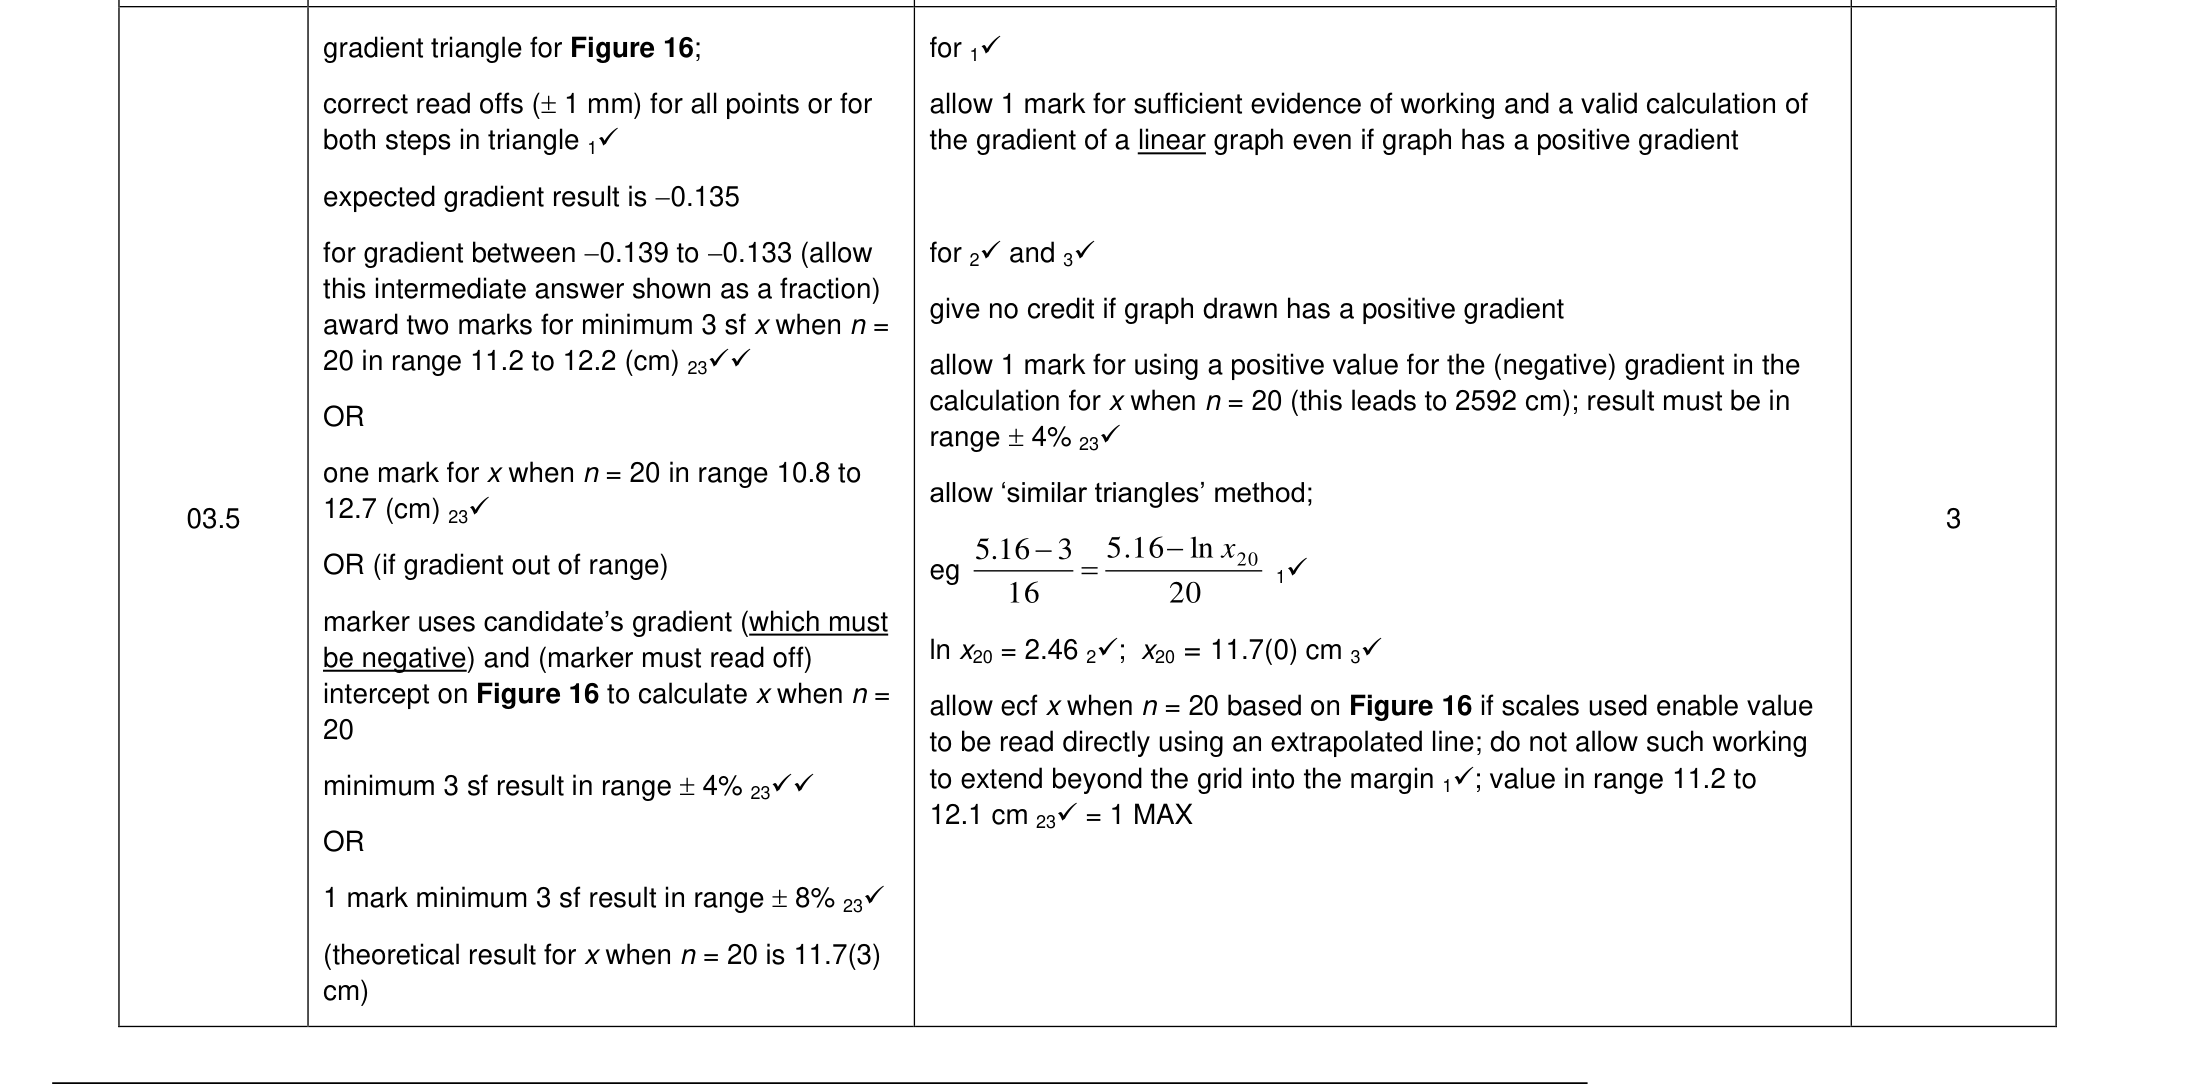 03.5
gradient triangle for Figure 16;
correct read offs (± 1 mm) for all points or for
both steps in triangle ₁✓
expected gradient result is –0.135
for gradient between –0.139 to –0.133 (allow
this intermediate answer shown as a fraction)
award two marks for minimum 3 sf x when n =
20 in range 11.2 to 12.2 (cm) ₂₃✓✓
OR
one mark for x when n = 20 in range 10.8 to
12.7 (cm) ₂₃✓
OR (if gradient out of range)
marker uses candidate’s gradient (which must
be negative) and (marker must read off)
intercept on Figure 16 to calculate x when n =
20
minimum 3 sf result in range ± 4% ₂₃✓✓
OR
1 mark minimum 3 sf result in range ± 8% ₂₃✓
(theoretical result for x when n = 20 is 11.7(3)
cm)
for ₁✓
allow 1 mark for sufficient evidence of working and a valid calculation of
the gradient of a linear graph even if graph has a positive gradient
for ₂✓ and ₃✓
give no credit if graph drawn has a positive gradient
allow 1 mark for using a positive value for the (negative) gradient in the
calculation for x when n = 20 (this leads to 2592 cm); result must be in
range ± 4% ₂₃✓
allow ‘similar triangles’ method;
eg (5.16 – 3)/16 = (5.16 – ln x₂₀)/20 ₁✓
ln x₂₀ = 2.46 ₂✓; x₂₀ = 11.7(0) cm ₃✓
allow ecf x when n = 20 based on Figure 16 if scales used enable value
to be read directly using an extrapolated line; do not allow such working
to extend beyond the grid into the margin ₁✓; value in range 11.2 to
12.1 cm ₂₃✓ = 1 MAX
3